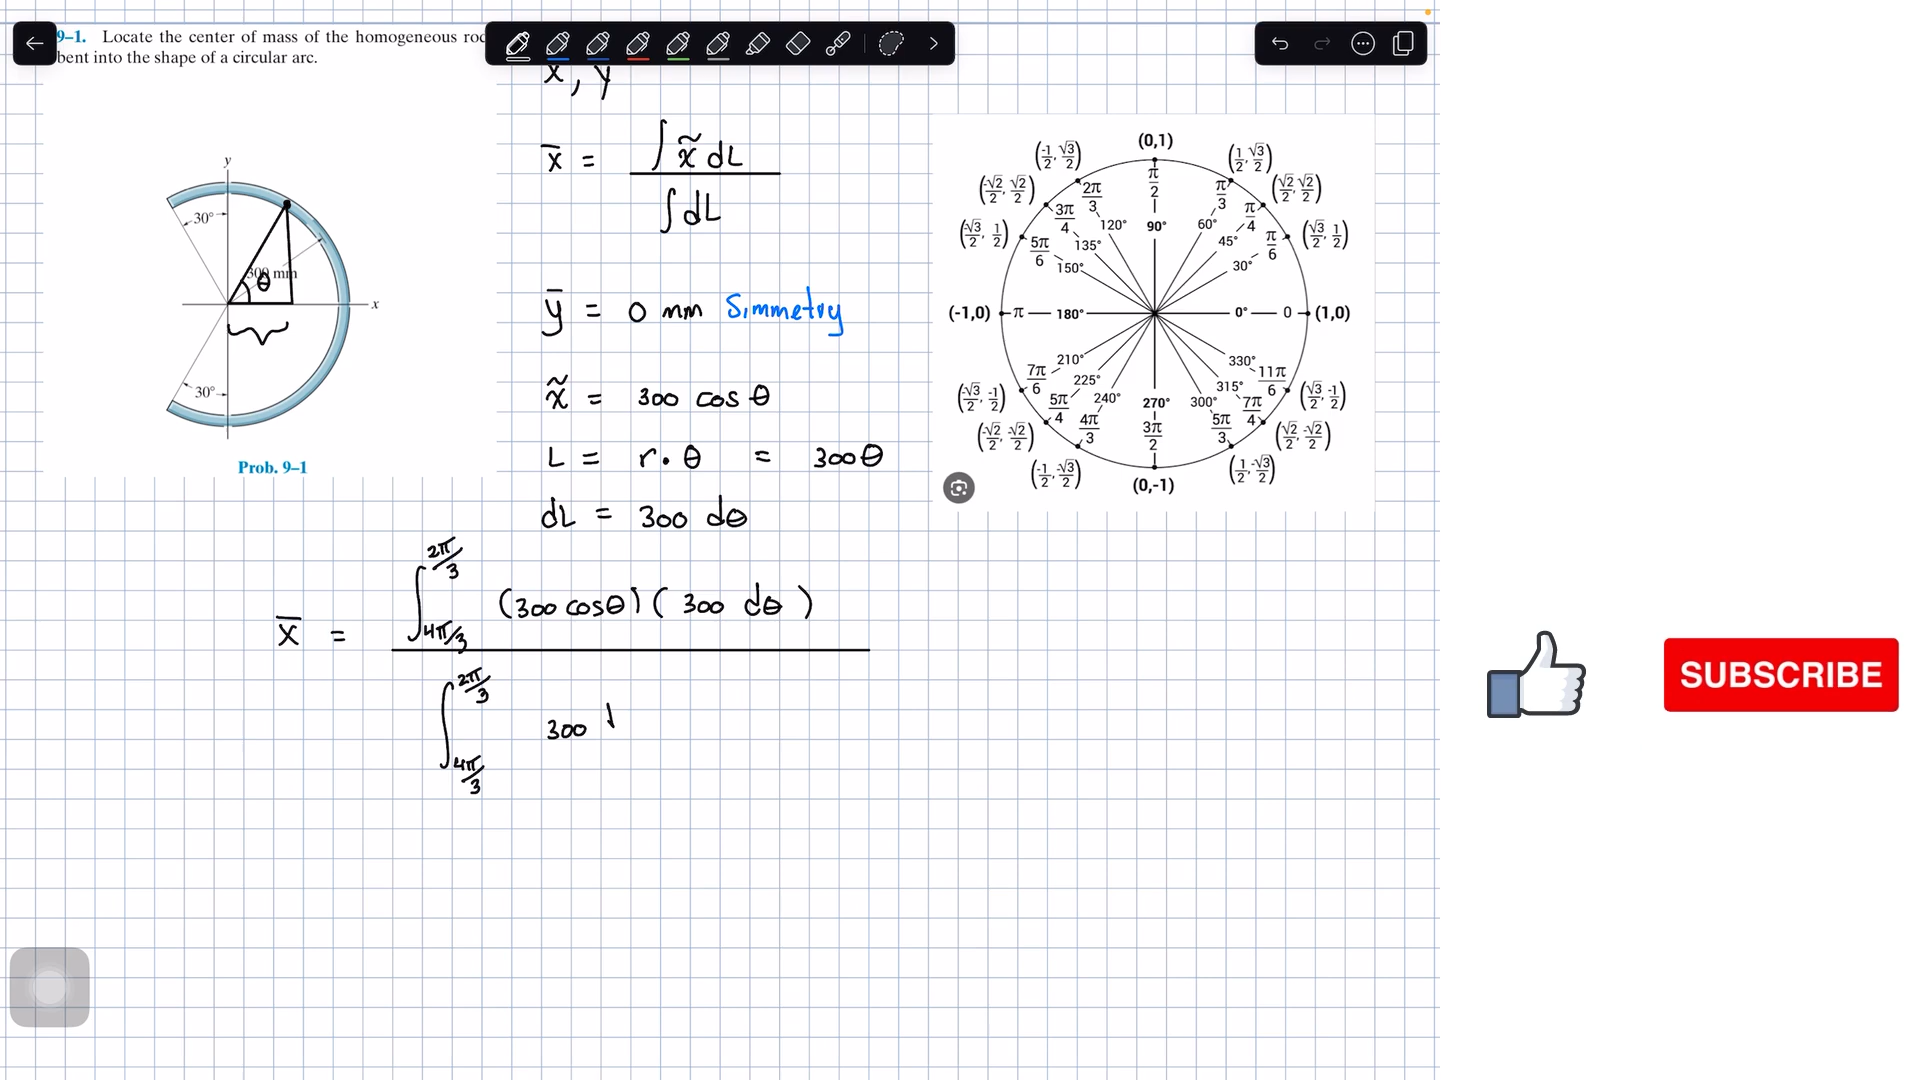 9–1. Locate the center of mass of the homogeneous rod
bent into the shape of a circular arc.
y
30°
300 mm
θ
x
30°
Prob. 9–1
x, y
x̄ = ∫ x̃ dL / ∫ dL
ȳ = 0 mm Simmetry
x̃ = 300 cos θ
L = r·θ = 300θ
dL = 300 dθ
x̄ = ∫_{4π/3}^{2π/3} (300 cosθ)(300 dθ)
∫_{4π/3}^{2π/3} 300
(0,1)
(-1/2, √3/2) (1/2, √3/2)
(-√2/2, √2/2) 2π/3 π/2 π/3 (√2/2, √2/2)
(-√3/2, 1/2) 3π/4 120° 90° 60° π/4 (√3/2, 1/2)
5π/6 135° 45° π/6
150° 30°
(-1,0) π 180° 0° 0 (1,0)
210° 330°
7π/6 225° 315° 11π/6
(-√3/2, -1/2) 5π/4 240° 270° 300° 7π/4 (√3/2, -1/2)
(-√2/2, -√2/2) 4π/3 3π/2 5π/3 (√2/2, -√2/2)
(-1/2, -√3/2) (1/2, -√3/2)
(0,-1)
SUBSCRIBE